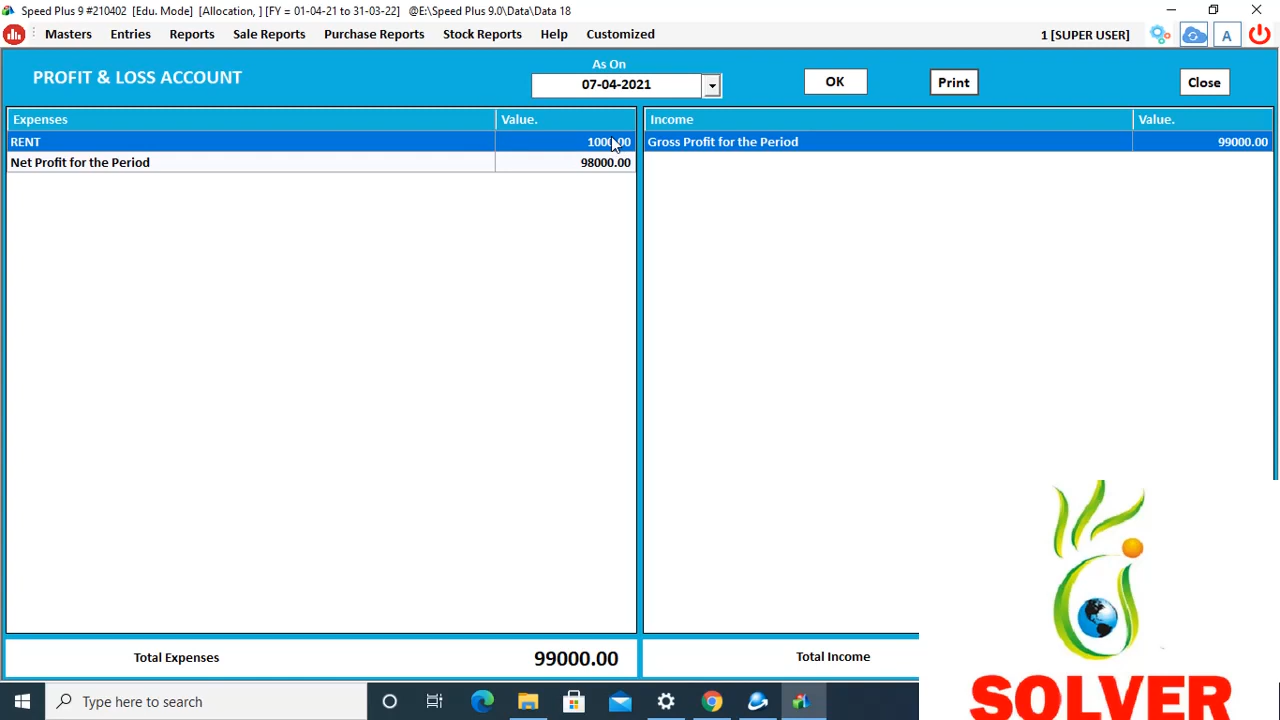 Speed Plus 9 #210402 [Edu. Mode] [Allocation, ] [FY = 01-04-21 to 31-03-22] @E:\Speed Plus 9.0\Data\Data 18
Masters Entries Reports Sale Reports Purchase Reports Stock Reports Help Customized 1 [SUPER USER] A
As On
PROFIT & LOSS ACCOUNT 07-04-2021 OK Print Close
Expenses Value. Income Value.
RENT 1000.00 Gross Profit for the Period 99000.00
Net Profit for the Period 98000.00
Total Expenses 99000.00 Total Income
Type here to search
SOLVER